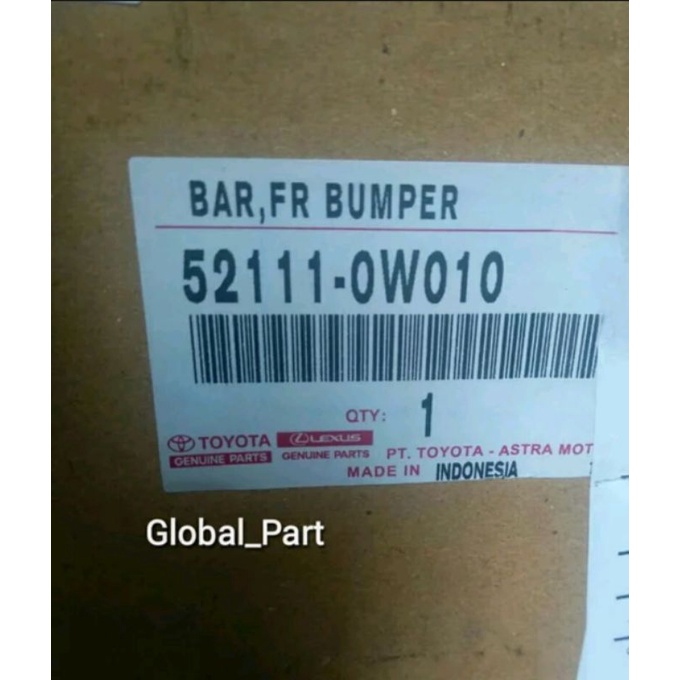 BAR,FR BUMPER
52111-0W010
QTY: 1
TOYOTA
GENUINE PARTS
LEXUS
GENUINE PARTS
PT. TOYOTA - ASTRA MOT
MADE IN INDONESIA
Global_Part